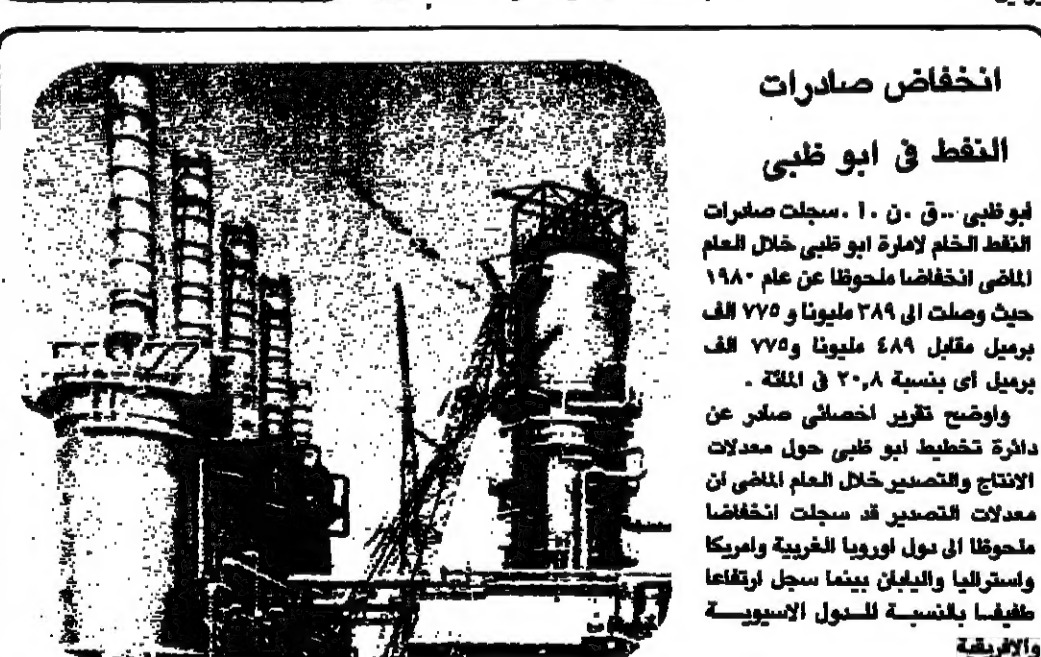 انخفاض صادرات
النفط في ابو ظبي
ابو ظبي .. ق . ن . ا . سجلت صادرات
النفط الخام لامارة ابو ظبي خلال العام
الماضي انخفاضا ملحوظا عن عام ١٩٨٠
حيث وصلت الى ٣٨٩ مليونا و ٧٧٥ الف
برميل مقابل ٤٨٩ مليونا و٧٧٥ الف
برميل اى بنسبة ٢٠,٨ في المائة .
واوضح تقرير احصائي صادر عن
دائرة تخطيط ابو ظبي حول معدلات
الانتاج والتصدير خلال العام الماضي ان
معدلات التصدير قد سجلت انخفاضا
ملحوظا الى دول اوروبا الغربية وامريكا
واستراليا واليابان بينما سجل ارتفاعا
طفيفا بالنسبة للدول الاسيوية
والافريقية